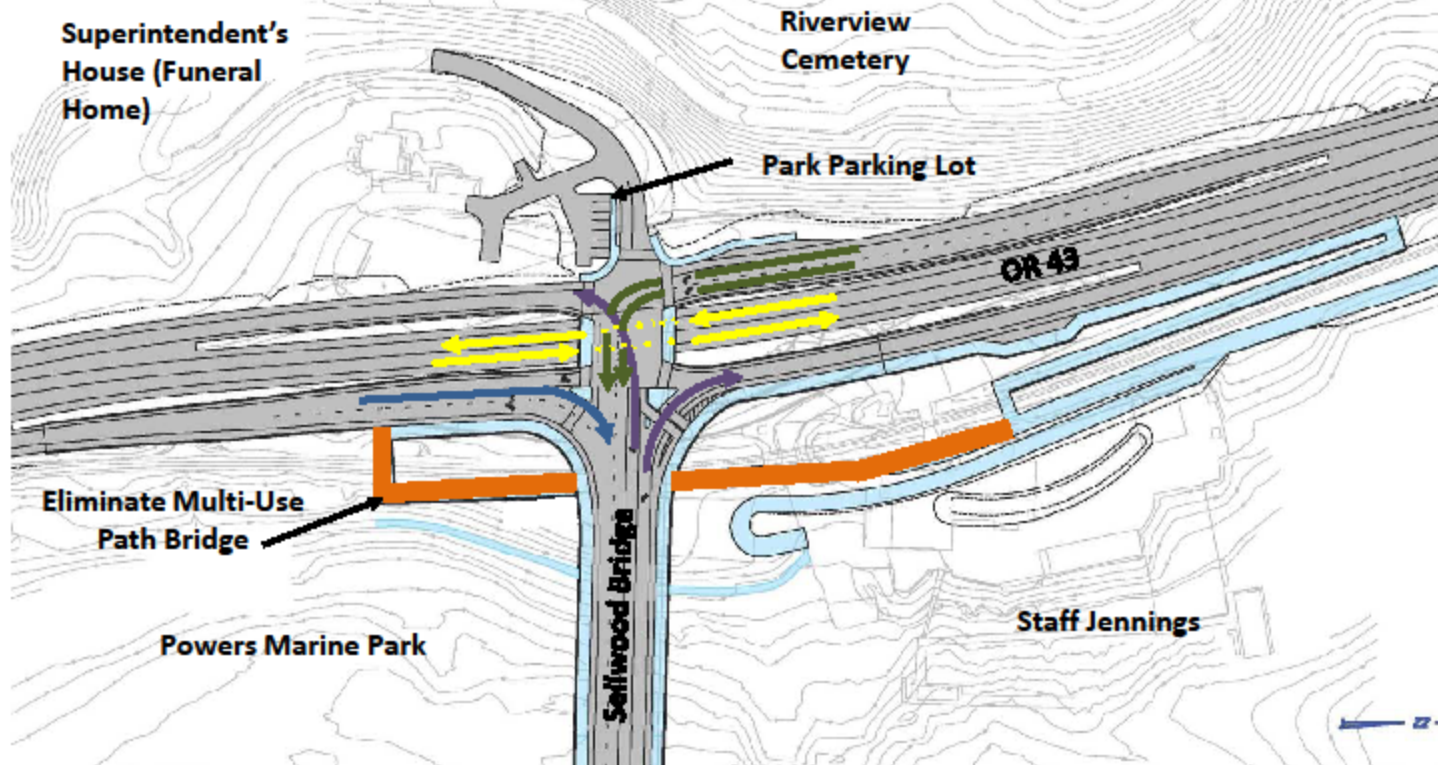 Superintendent's
House (Funeral
Home)
Riverview
Cemetery
Park Parking Lot
OR 43
Eliminate Multi-Use
Path Bridge
Sellwood Bridge
Powers Marine Park
Staff Jennings